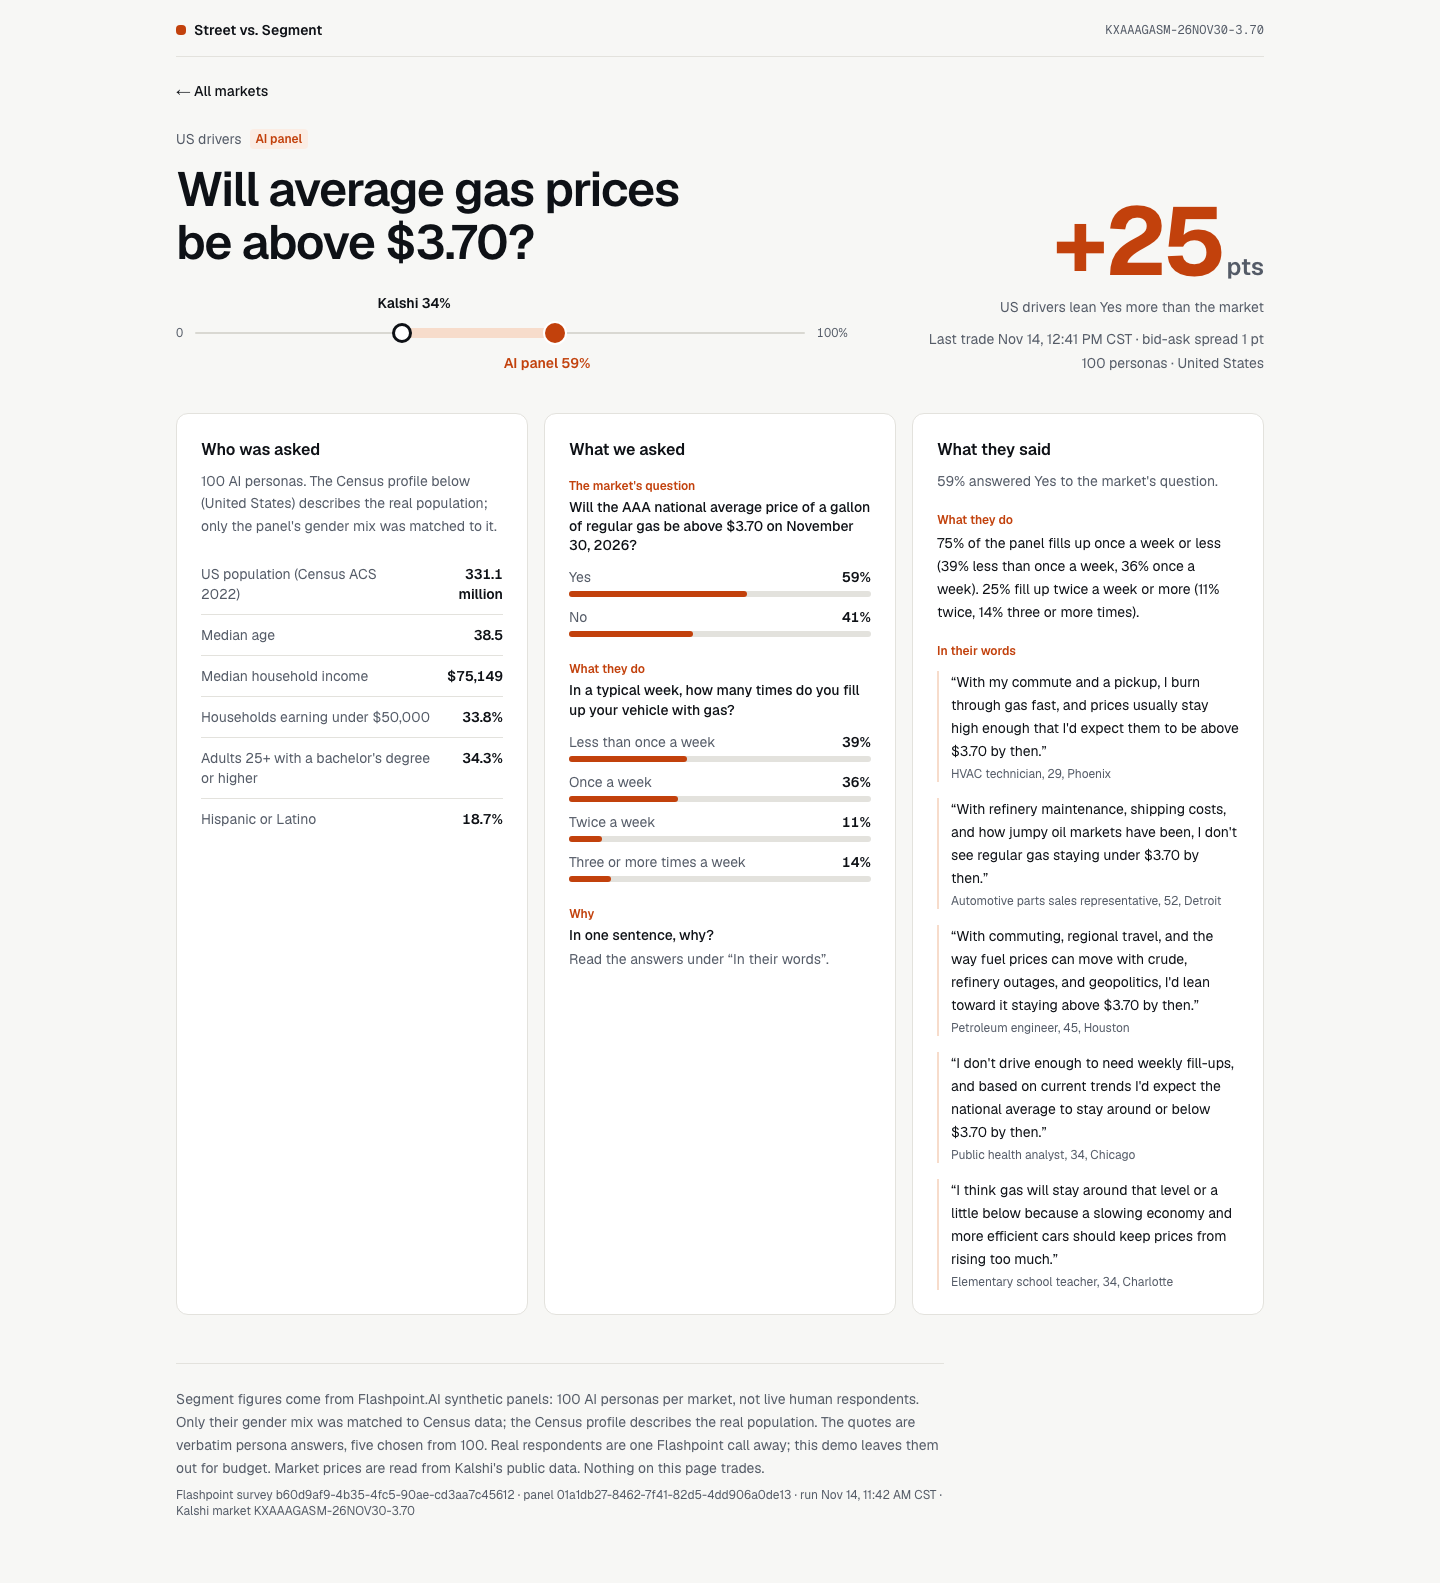 Street vs. Segment
KXAAAGASM-26NOV30-3.70
← All markets
US drivers
AI panel
Will average gas prices
be above $3.70?
+25 pts
US drivers lean Yes more than the market
Last trade Nov 14, 12:41 PM CST · bid-ask spread 1 pt
100 personas · United States
Kalshi 34%
0
100%
AI panel 59%
Who was asked
100 AI personas. The Census profile below
(United States) describes the real population;
only the panel's gender mix was matched to it.
US population (Census ACS
2022)
331.1
million
Median age
38.5
Median household income
$75,149
Households earning under $50,000
33.8%
Adults 25+ with a bachelor's degree
or higher
34.3%
Hispanic or Latino
18.7%
What we asked
The market's question
Will the AAA national average price of a gallon
of regular gas be above $3.70 on November
30, 2026?
Yes
59%
No
41%
What they do
In a typical week, how many times do you fill
up your vehicle with gas?
Less than once a week
39%
Once a week
36%
Twice a week
11%
Three or more times a week
14%
Why
In one sentence, why?
Read the answers under “In their words”.
What they said
59% answered Yes to the market's question.
What they do
75% of the panel fills up once a week or less
(39% less than once a week, 36% once a
week). 25% fill up twice a week or more (11%
twice, 14% three or more times).
In their words
“With my commute and a pickup, I burn
through gas fast, and prices usually stay
high enough that I'd expect them to be above
$3.70 by then.”
HVAC technician, 29, Phoenix
“With refinery maintenance, shipping costs,
and how jumpy oil markets have been, I don't
see regular gas staying under $3.70 by
then.”
Automotive parts sales representative, 52, Detroit
“With commuting, regional travel, and the
way fuel prices can move with crude,
refinery outages, and geopolitics, I'd lean
toward it staying above $3.70 by then.”
Petroleum engineer, 45, Houston
“I don't drive enough to need weekly fill-ups,
and based on current trends I'd expect the
national average to stay around or below
$3.70 by then.”
Public health analyst, 34, Chicago
“I think gas will stay around that level or a
little below because a slowing economy and
more efficient cars should keep prices from
rising too much.”
Elementary school teacher, 34, Charlotte
Segment figures come from Flashpoint.AI synthetic panels: 100 AI personas per market, not live human respondents.
Only their gender mix was matched to Census data; the Census profile describes the real population. The quotes are
verbatim persona answers, five chosen from 100. Real respondents are one Flashpoint call away; this demo leaves them
out for budget. Market prices are read from Kalshi's public data. Nothing on this page trades.
Flashpoint survey b60d9af9-4b35-4fc5-90ae-cd3aa7c45612 · panel 01a1db27-8462-7f41-82d5-4dd906a0de13 · run Nov 14, 11:42 AM CST ·
Kalshi market KXAAAGASM-26NOV30-3.70